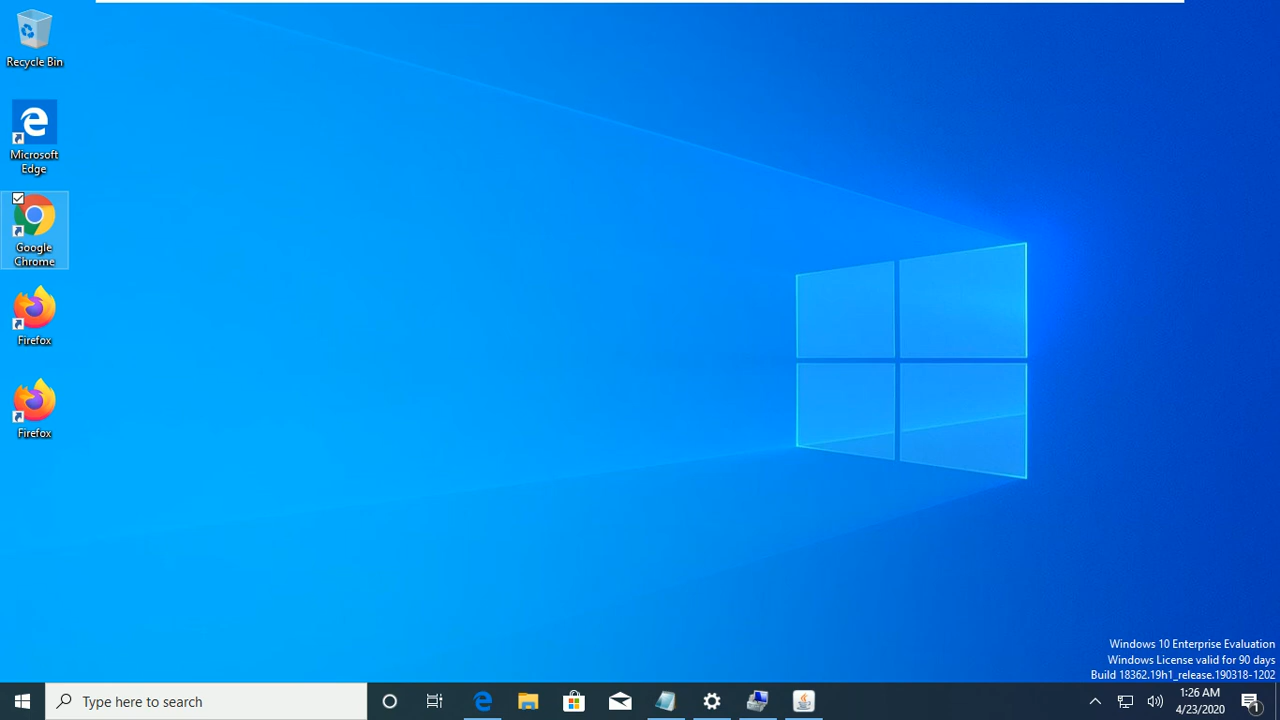 Recycle Bin
Microsoft
Edge
Google
Chrome
Firefox
Firefox
Windows 10 Enterprise Evaluation
Windows License valid for 90 days
Build 18362.19h1_release.190318-1202
Type here to search
1:26 AM
4/23/2020
1